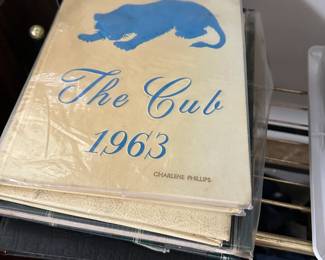 The Cub
1963
CHARLENE PHILLIPS